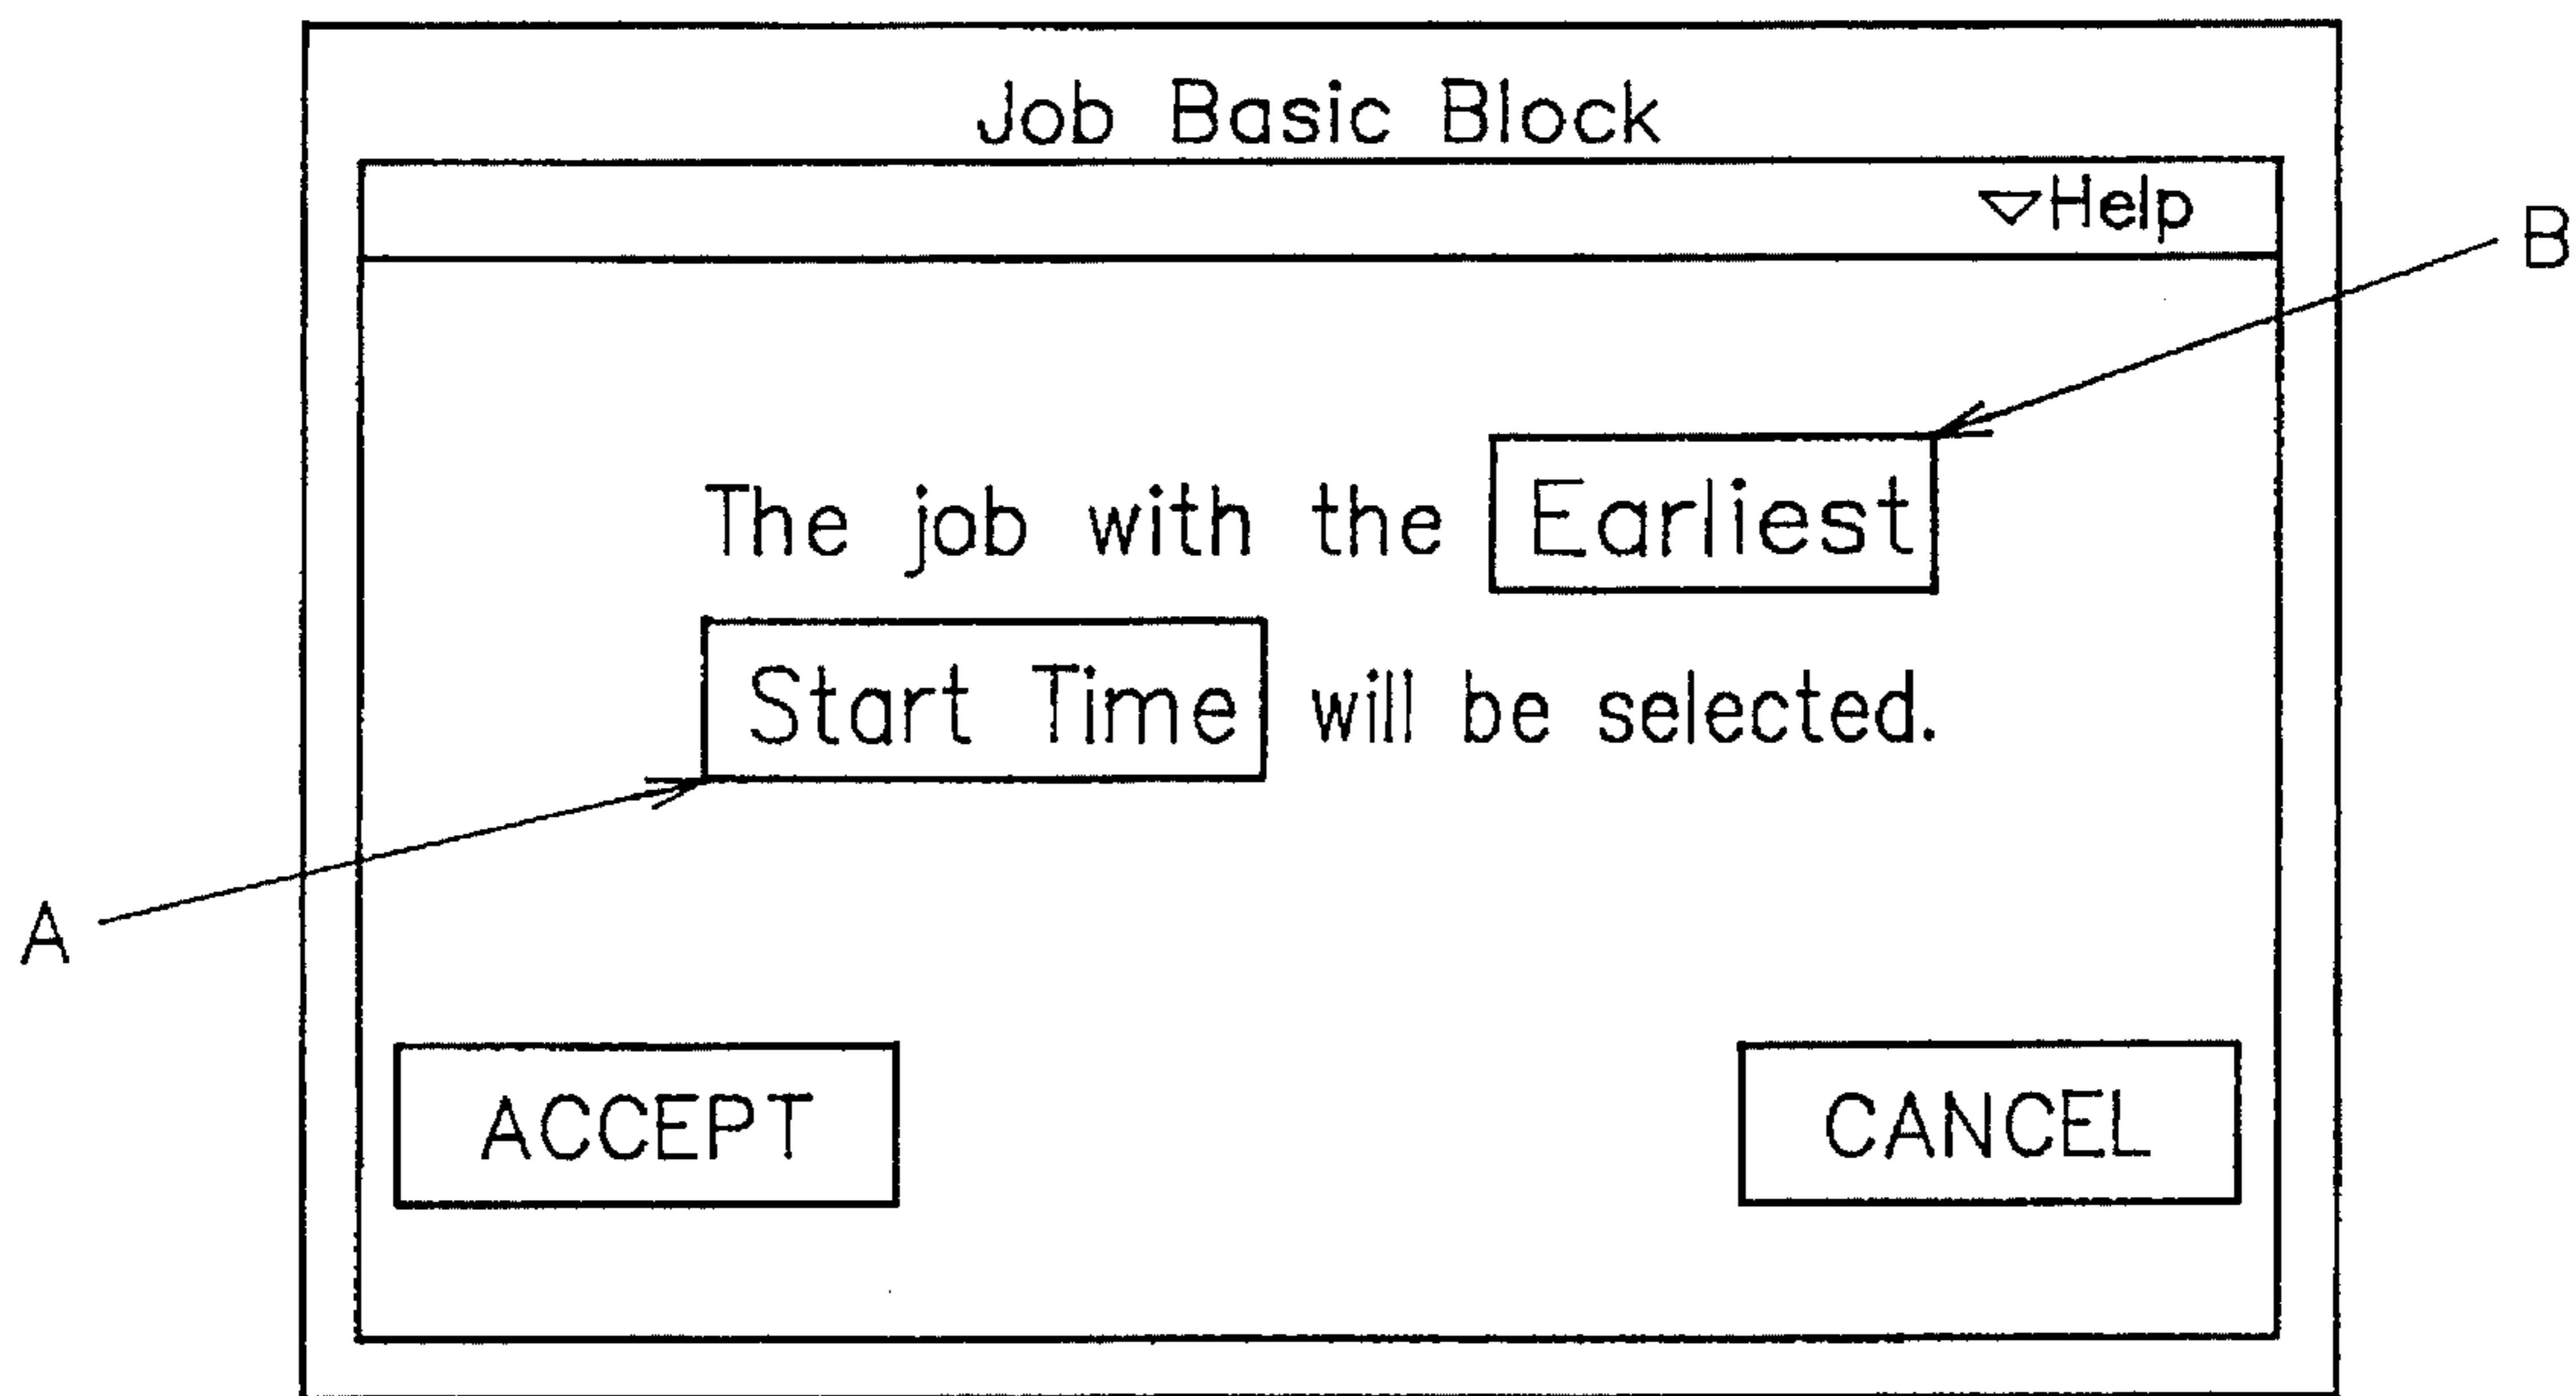 Job Basic Block
▽Help
B
The job with the Earliest
Start Time will be selected.
A
ACCEPT CANCEL